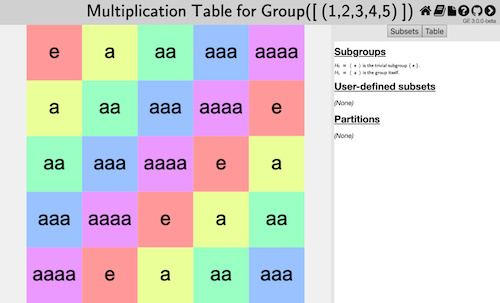 Multiplication Table for Group([ (1,2,3,4,5) ])
GE 3.0.0-beta
Subsets Table
e a aa aaa aaaa
a aa aaa aaaa e
aa aaa aaaa e a
aaa aaaa e a aa
aaaa e a aa aaa
Subgroups
H₀ = ⟨ e ⟩ is the trivial subgroup { e }.
H₁ = ⟨ a ⟩ is the group itself.
User-defined subsets
(None)
Partitions
(None)